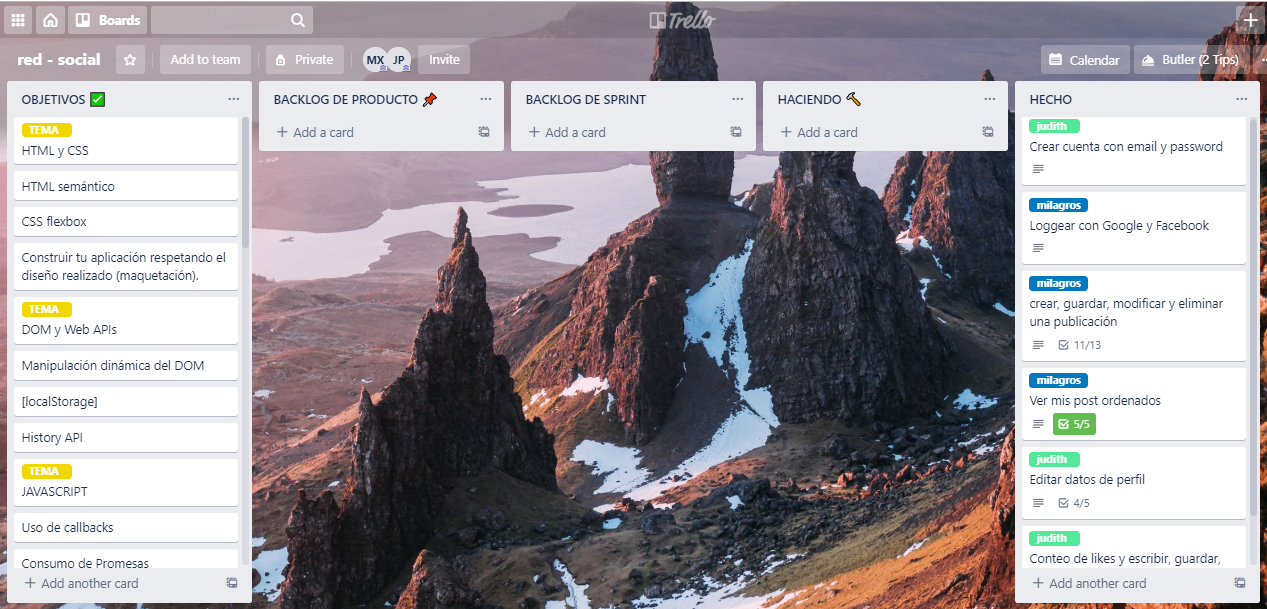 Boards
Trello
red - social
Add to team
Private
MX
JP
Invite
Calendar
Butler (2 Tips)
OBJETIVOS
TEMA
HTML y CSS
HTML semántico
CSS flexbox
Construir tu aplicación respetando el
diseño realizado (maquetación).
TEMA
DOM y Web APIs
Manipulación dinámica del DOM
[localStorage]
History API
TEMA
JAVASCRIPT
Uso de callbacks
Consumo de Promesas
+ Add another card
BACKLOG DE PRODUCTO
+ Add a card
BACKLOG DE SPRINT
+ Add a card
HACIENDO
+ Add a card
HECHO
judith
Crear cuenta con email y password
milagros
Loggear con Google y Facebook
milagros
crear, guardar, modificar y eliminar
una publicación
11/13
milagros
Ver mis post ordenados
5/5
judith
Editar datos de perfil
4/5
judith
Conteo de likes y escribir, guardar,
+ Add another card